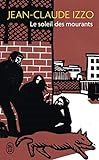 JEAN-CLAUDE IZZO
Le soleil des mourants